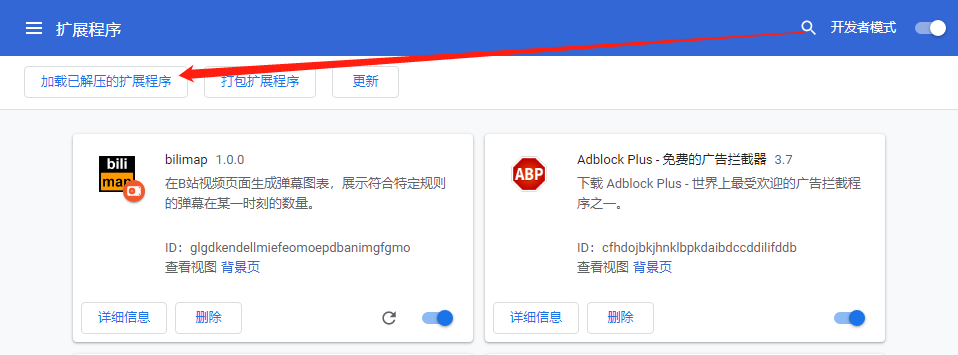 扩展程序
开发者模式
加载已解压的扩展程序
打包扩展程序
更新
bili
map
bilimap 1.0.0
在B站视频页面生成弹幕图表，展示符合特定规则
的弹幕在某一时刻的数量。
ID：glgdkendellmiefeomoepdbanimgfgmo
查看视图 背景页
详细信息
删除
ABP
Adblock Plus - 免费的广告拦截器 3.7
下载 Adblock Plus - 世界上最受欢迎的广告拦截程
序之一。
ID：cfhdojbkjhnklbpkdaibdccddilifddb
查看视图 背景页
详细信息
删除